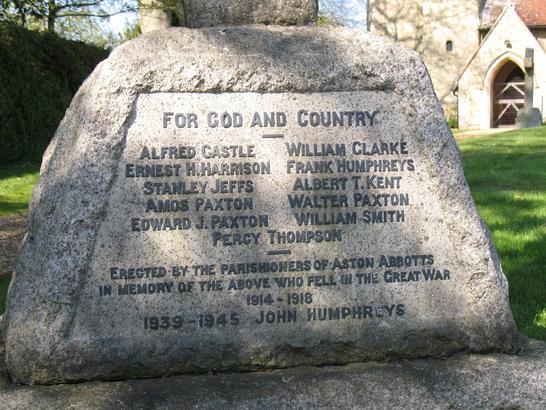 FOR GOD AND COUNTRY
ALFRED CASTLE WILLIAM CLARKE
ERNEST H. HARRISON FRANK HUMPHREYS
STANLEY JEFFS ALBERT T. KENT
AMOS PAXTON WALTER PAXTON
EDWARD J. PAXTON WILLIAM SMITH
PERCY THOMPSON
ERECTED BY THE PARISHIONERS OF ASTON ABBOTTS
IN MEMORY OF THE ABOVE WHO FELL IN THE GREAT WAR
1914 - 1918
1939 - 1945 JOHN HUMPHREYS